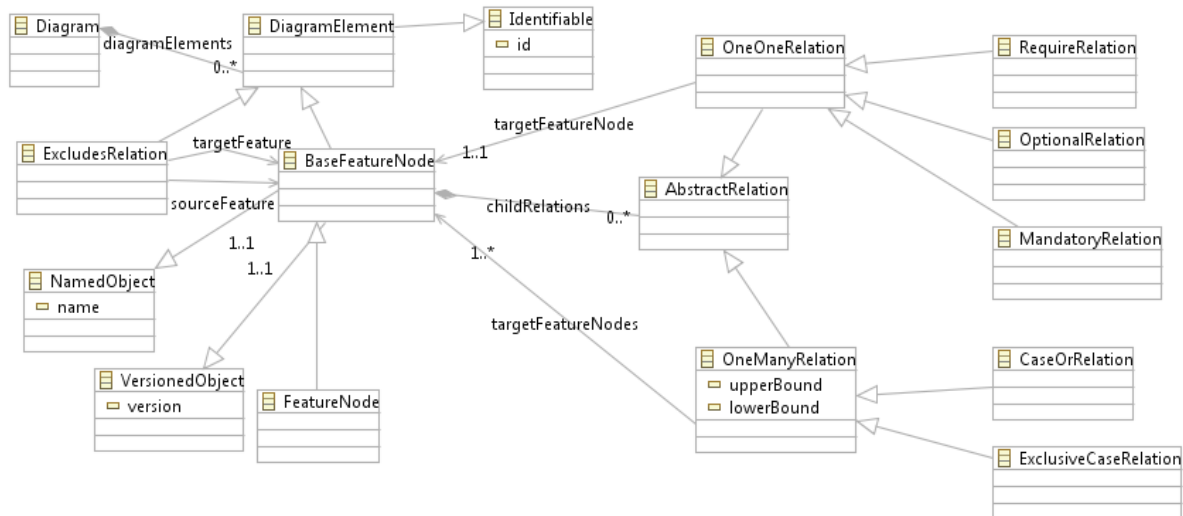 Diagram
diagramElements
0..*
DiagramElement
Identifiable
id
OneOneRelation
RequireRelation
ExcludesRelation
targetFeature
sourceFeature
BaseFeatureNode
targetFeatureNode
1..1
OptionalRelation
AbstractRelation
childRelations
0..*
MandatoryRelation
1..1
1..1
1..*
NamedObject
name
targetFeatureNodes
VersionedObject
version
FeatureNode
OneManyRelation
upperBound
lowerBound
CaseOrRelation
ExclusiveCaseRelation